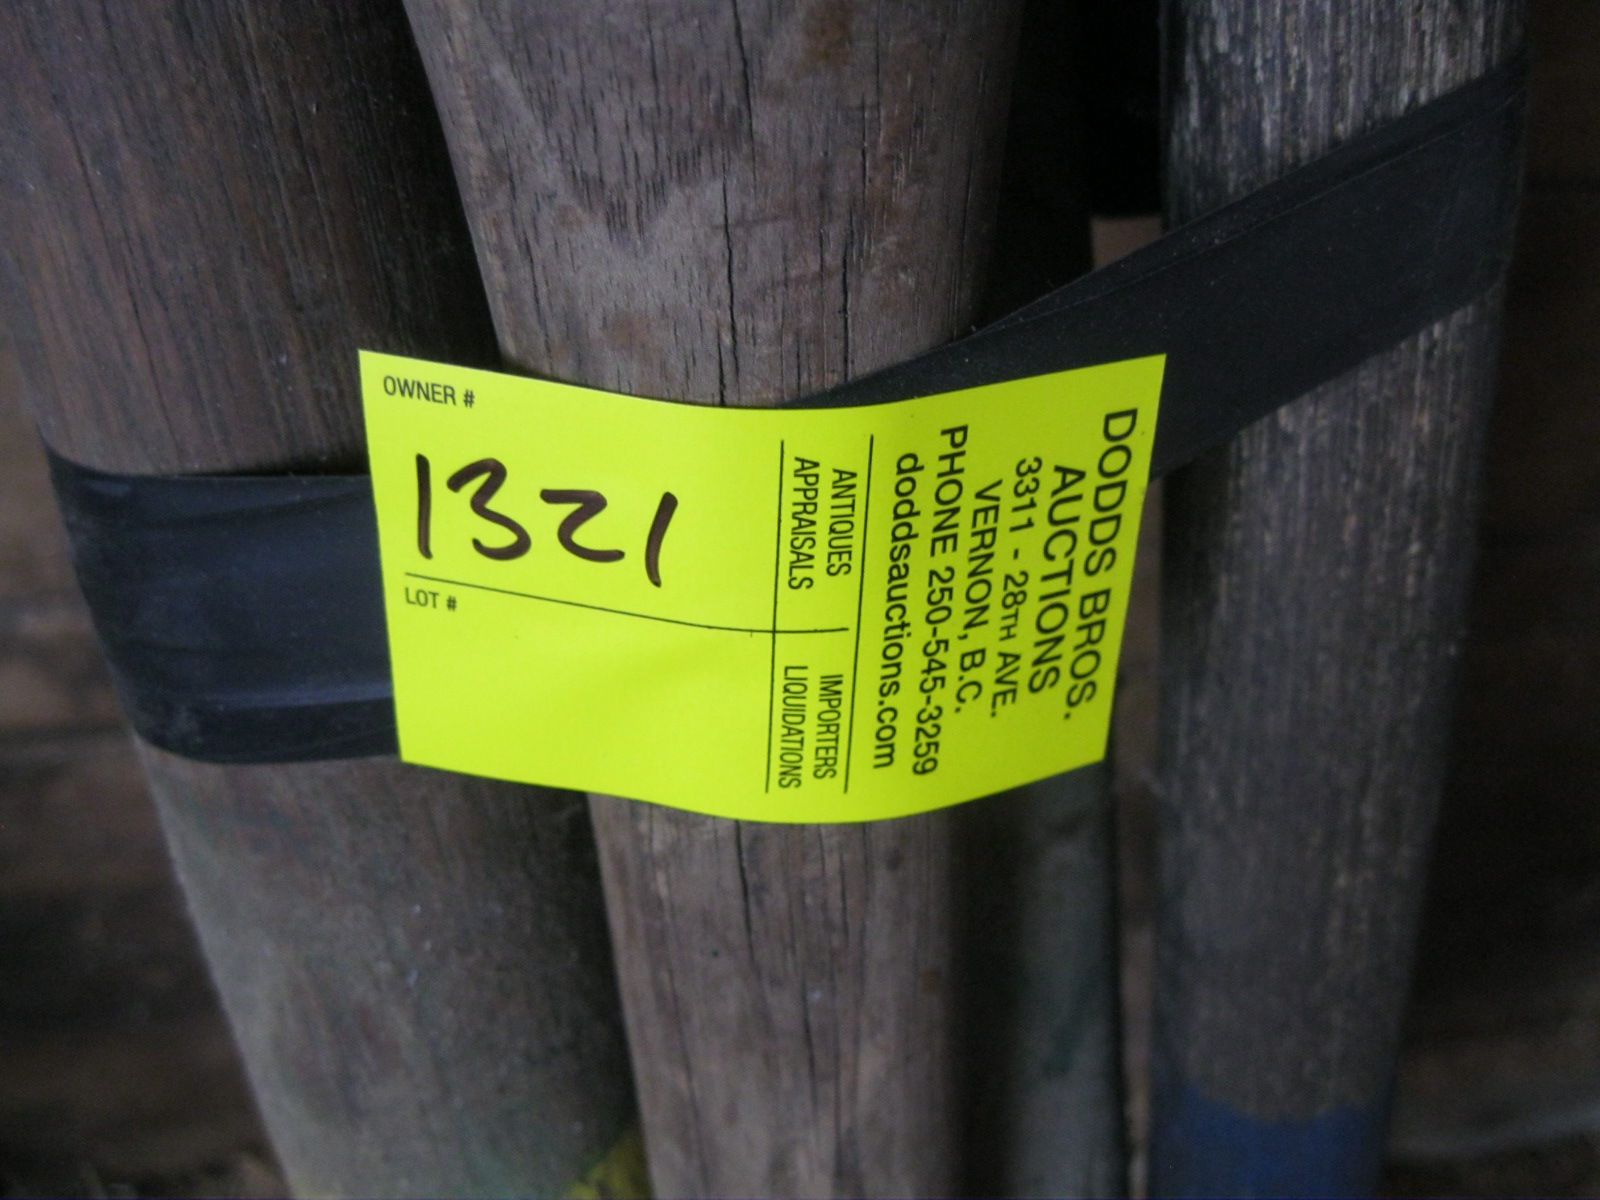 OWNER #
1321
LOT #
ANTIQUES
APPRAISALS
IMPORTERS
LIQUIDATIONS
DODDS BROS.
AUCTIONS
3311 - 28TH AVE.
VERNON, B.C.
PHONE 250-545-3259
doddsauctions.com